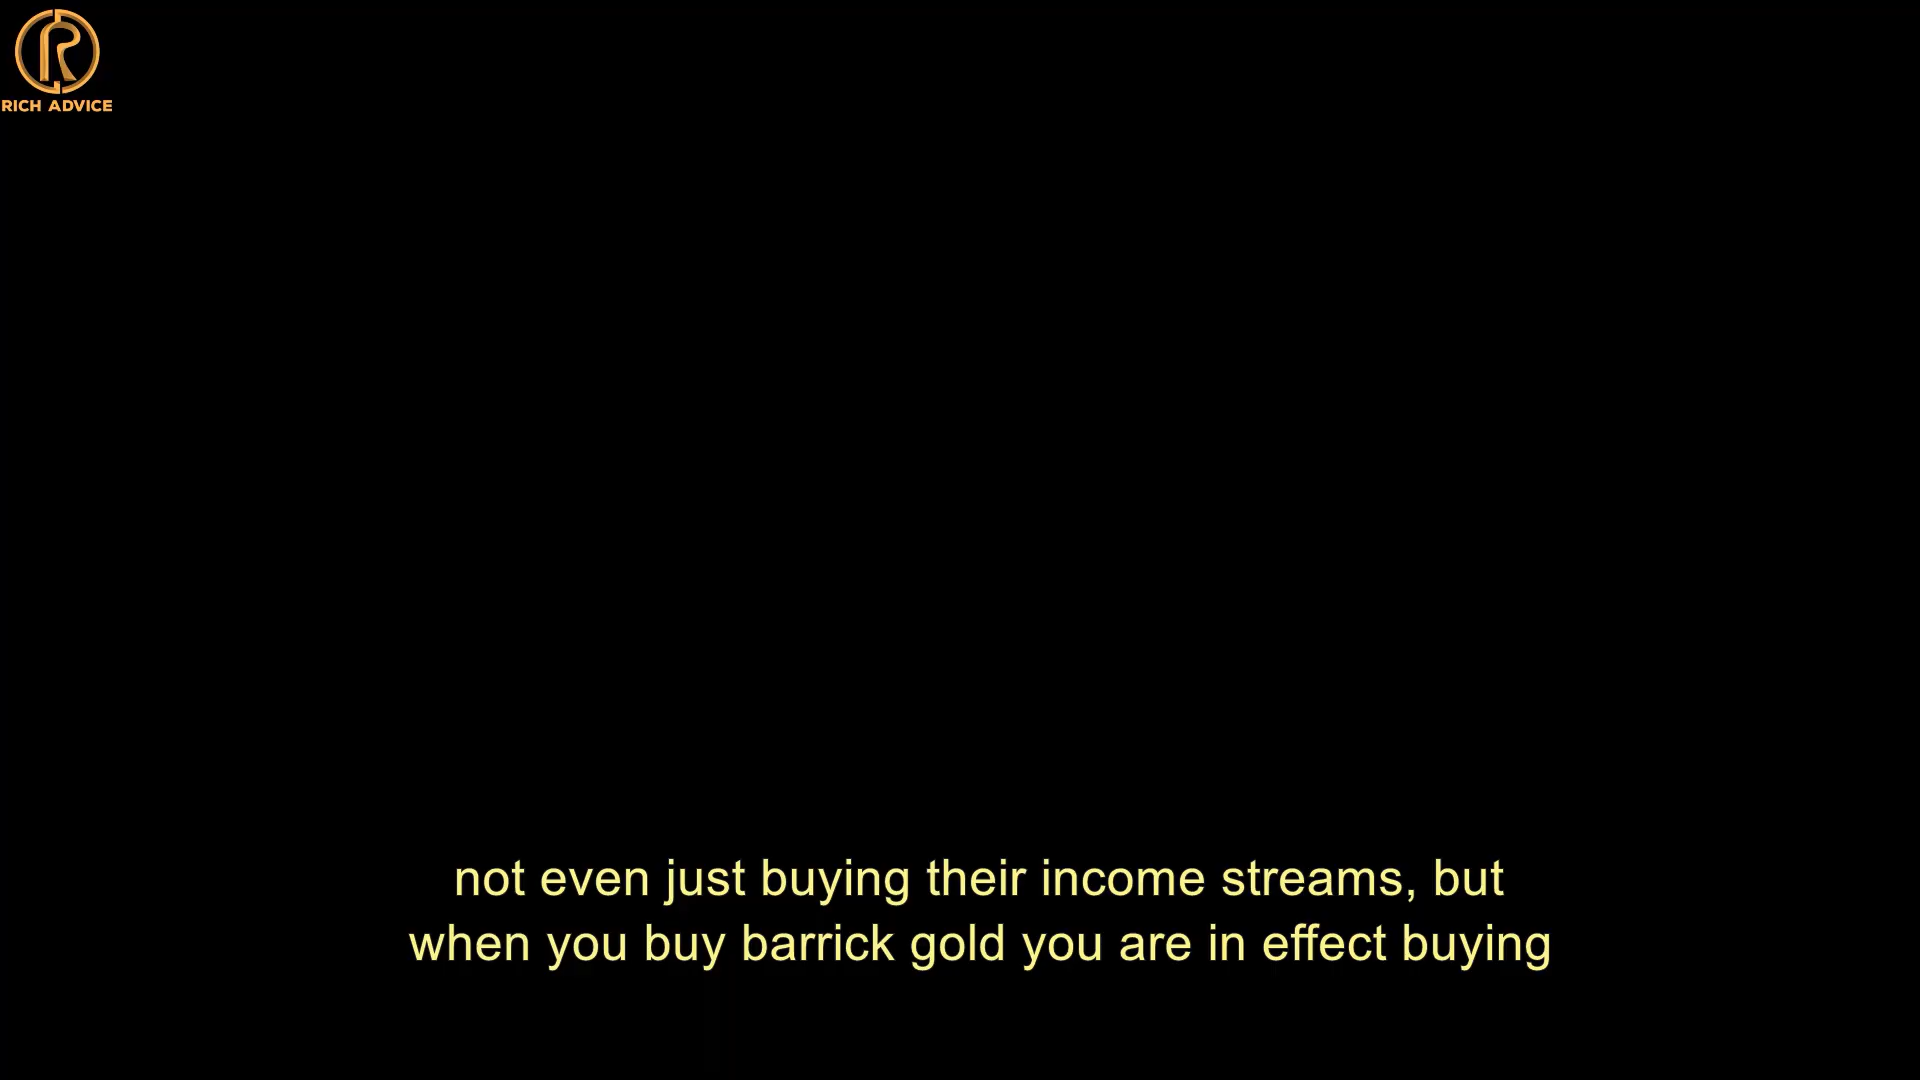 RICH ADVICE
not even just buying their income streams, but
when you buy barrick gold you are in effect buying